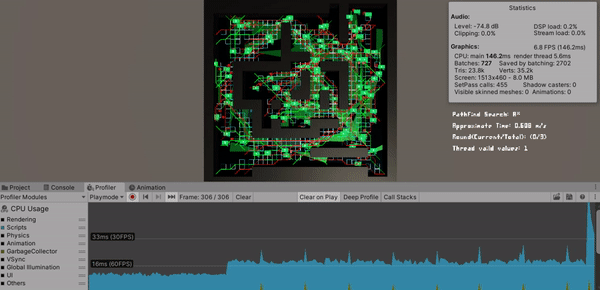 Statistics
Audio:
Level: -74.8 dB DSP load: 0.2%
Clipping: 0.0% Stream load: 0.0%
Graphics: 6.8 FPS (146.2ms)
CPU: main 146.2ms render thread 5.6ms
Batches: 727 Saved by batching: 2702
Tris: 23.8k Verts: 35.2k
Screen: 1513x480 - 8.0 MB
SetPass calls: 455 Shadow casters: 0
Visible skinned meshes: 0 Animations: 0
PathFind Search: A*
Approximate Time: 0.508 m/s
Round(Current/Total): (0/3)
Thread valid values: 1
Project Console Profiler Animation
Profiler Modules Playmode Frame: 306 / 306 Clear Clear on Play Deep Profile Call Stacks
CPU Usage
Rendering
Scripts
Physics
Animation
GarbageCollector
VSync
Global Illumination
UI
Others
33ms (30FPS)
16ms (60FPS)